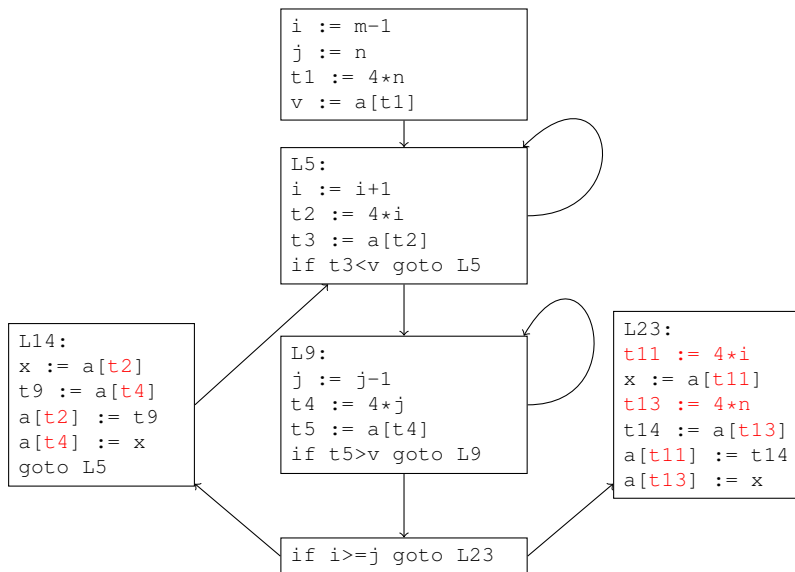 i := m-1
j := n
t1 := 4*n
v := a[t1]
L5:
i := i+1
t2 := 4*i
t3 := a[t2]
if t3<v goto L5
L14:
x := a[t2]
t9 := a[t4]
a[t2] := t9
a[t4] := x
goto L5
L9:
j := j-1
t4 := 4*j
t5 := a[t4]
if t5>v goto L9
L23:
t11 := 4*i
x := a[t11]
t13 := 4*n
t14 := a[t13]
a[t11] := t14
a[t13] := x
if i>=j goto L23